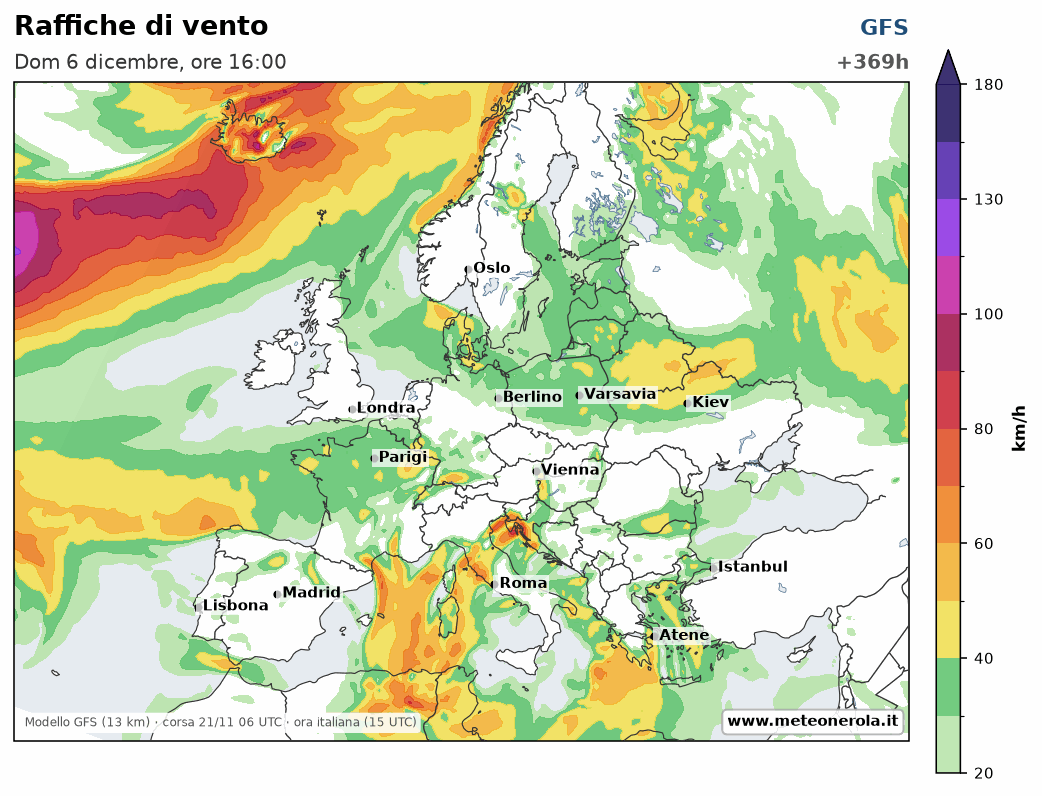 Raffiche di vento
GFS
Dom 6 dicembre, ore 16:00
+369h
180
130
100
80
60
40
20
km/h
Oslo
Londra
Berlino
Varsavia
Kiev
Parigi
Vienna
Istanbul
Roma
Madrid
Lisbona
Atene
Modello GFS (13 km) · corsa 21/11 06 UTC · ora italiana (15 UTC)
www.meteonerola.it